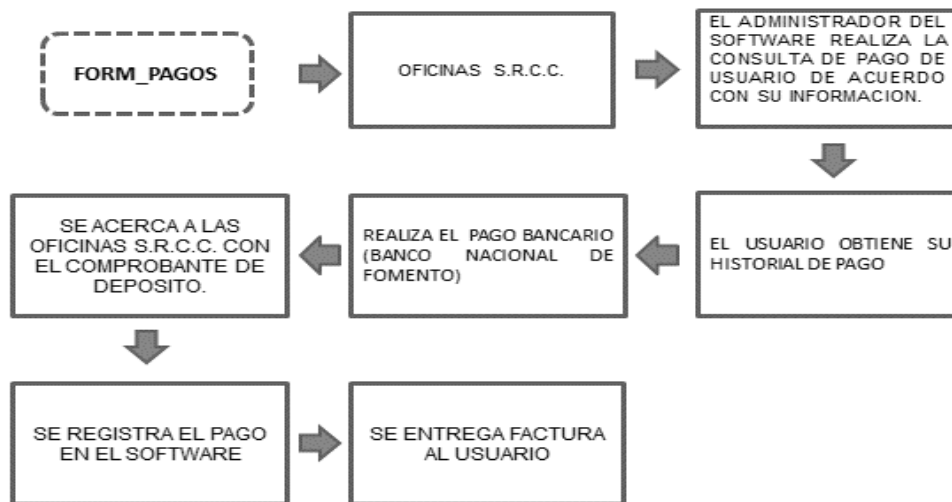 FORM_PAGOS
OFICINAS S.R.C.C.
EL ADMINISTRADOR DEL
SOFTWARE REALIZA LA
CONSULTA DE PAGO DE
USUARIO DE ACUERDO
CON SU INFORMACION.
EL USUARIO OBTIENE SU
HISTORIAL DE PAGO
REALIZA EL PAGO BANCARIO
(BANCO NACIONAL DE
FOMENTO)
SE ACERCA A LAS
OFICINAS S.R.C.C. CON
EL COMPROBANTE DE
DEPOSITO.
SE REGISTRA EL PAGO
EN EL SOFTWARE
SE ENTREGA FACTURA
AL USUARIO